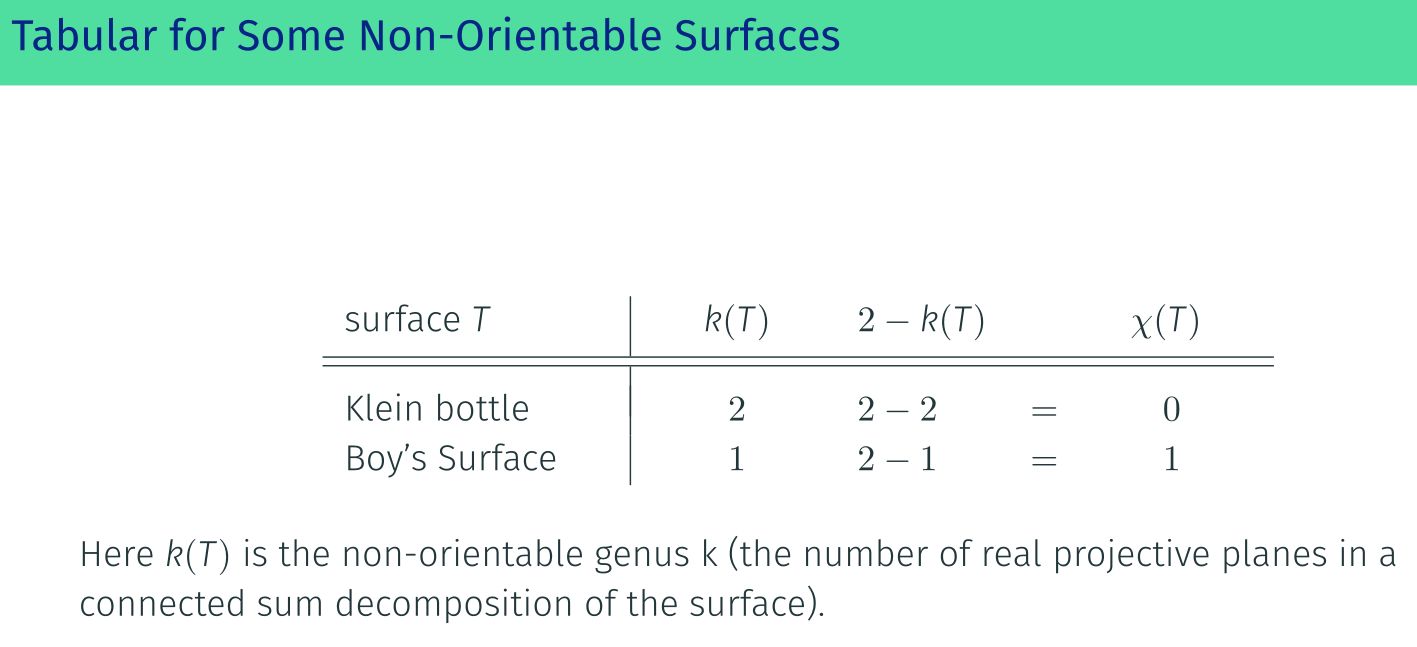 Tabular for Some Non-Orientable Surfaces
surface T k(T) 2 − k(T) χ(T)
Klein bottle 2 2 − 2 = 0
Boy’s Surface 1 2 − 1 = 1
Here k(T) is the non-orientable genus k (the number of real projective planes in a
connected sum decomposition of the surface).